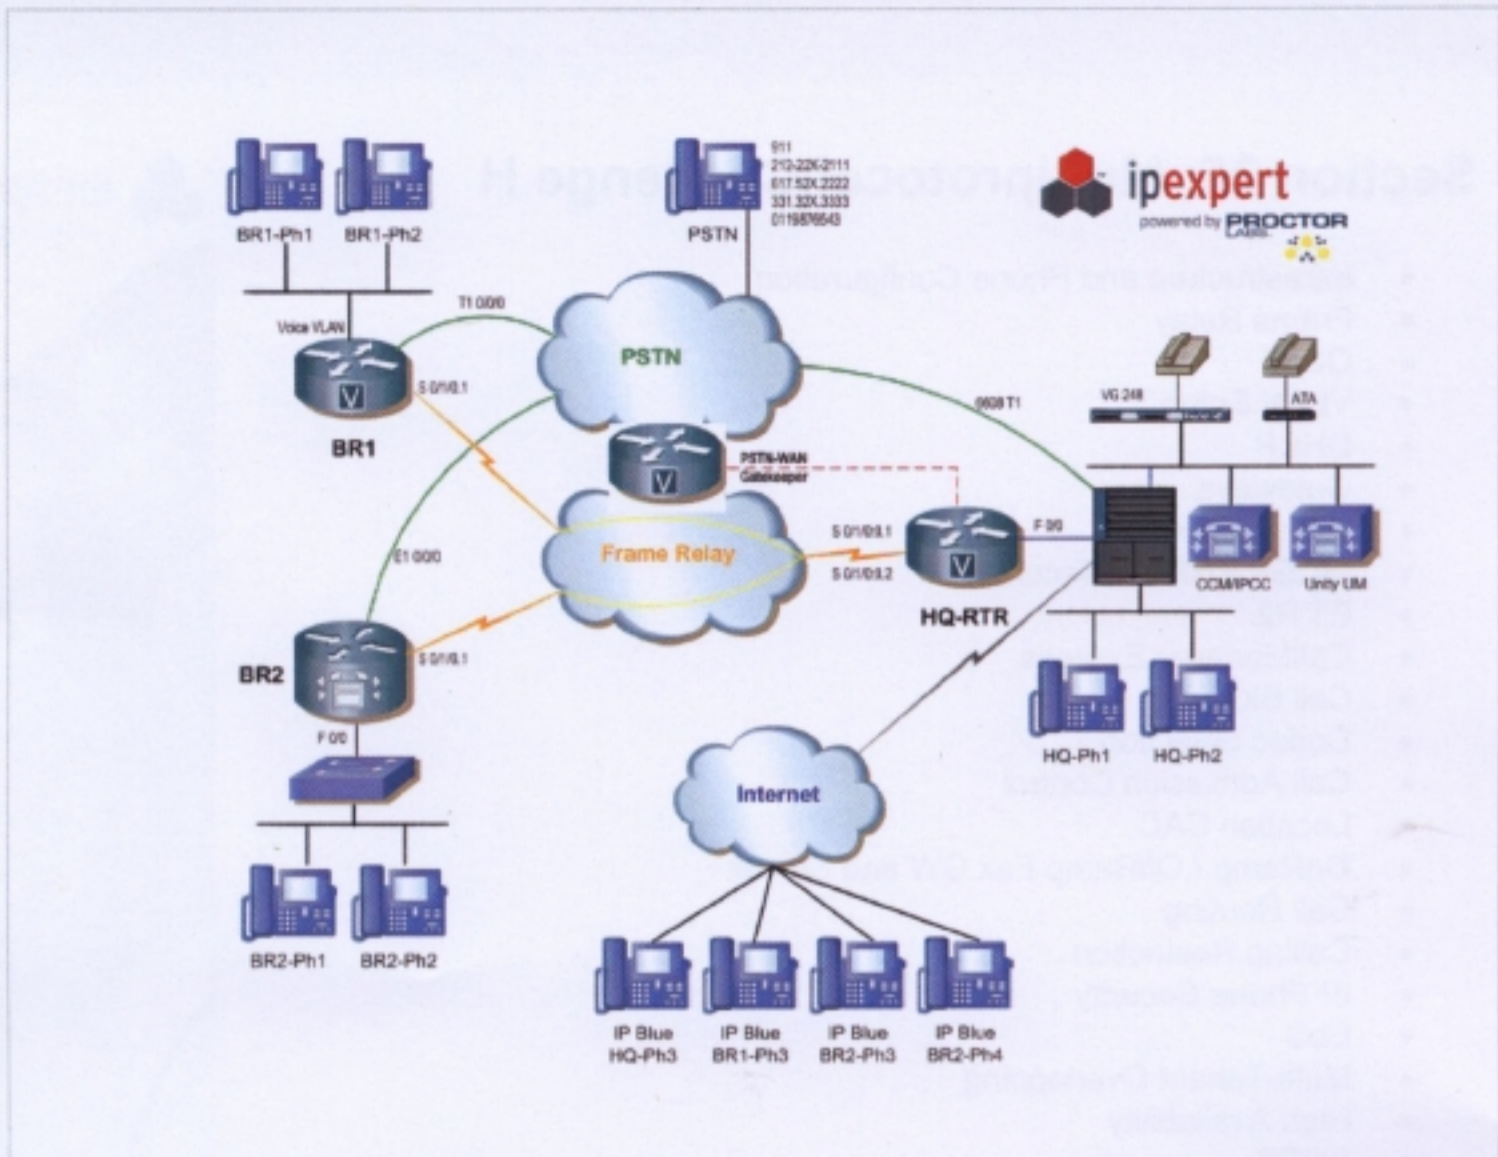 BR1-Ph1
BR1-Ph2
PSTN
911
212-22X-2111
617.52X.2222
331.32X.3333
0119876543
ipexpert
powered by PROCTOR
LABS
Voice VLAN
T1 0/0/0
PSTN
6608 T1
VG 248
ATA
V
S 0/1/0.1
BR1
V
PSTN-WAN
Gatekeeper
E1 0/0/0
Frame Relay
S 0/1/0:0.1
S 0/1/0:0.2
V
F 0/0
HQ-RTR
CCM/IPCC
Unity UM
BR2
S 0/1/0.1
F 0/0
HQ-Ph1
HQ-Ph2
Internet
BR2-Ph1
BR2-Ph2
IP Blue
HQ-Ph3
IP Blue
BR1-Ph3
IP Blue
BR2-Ph3
IP Blue
BR2-Ph4